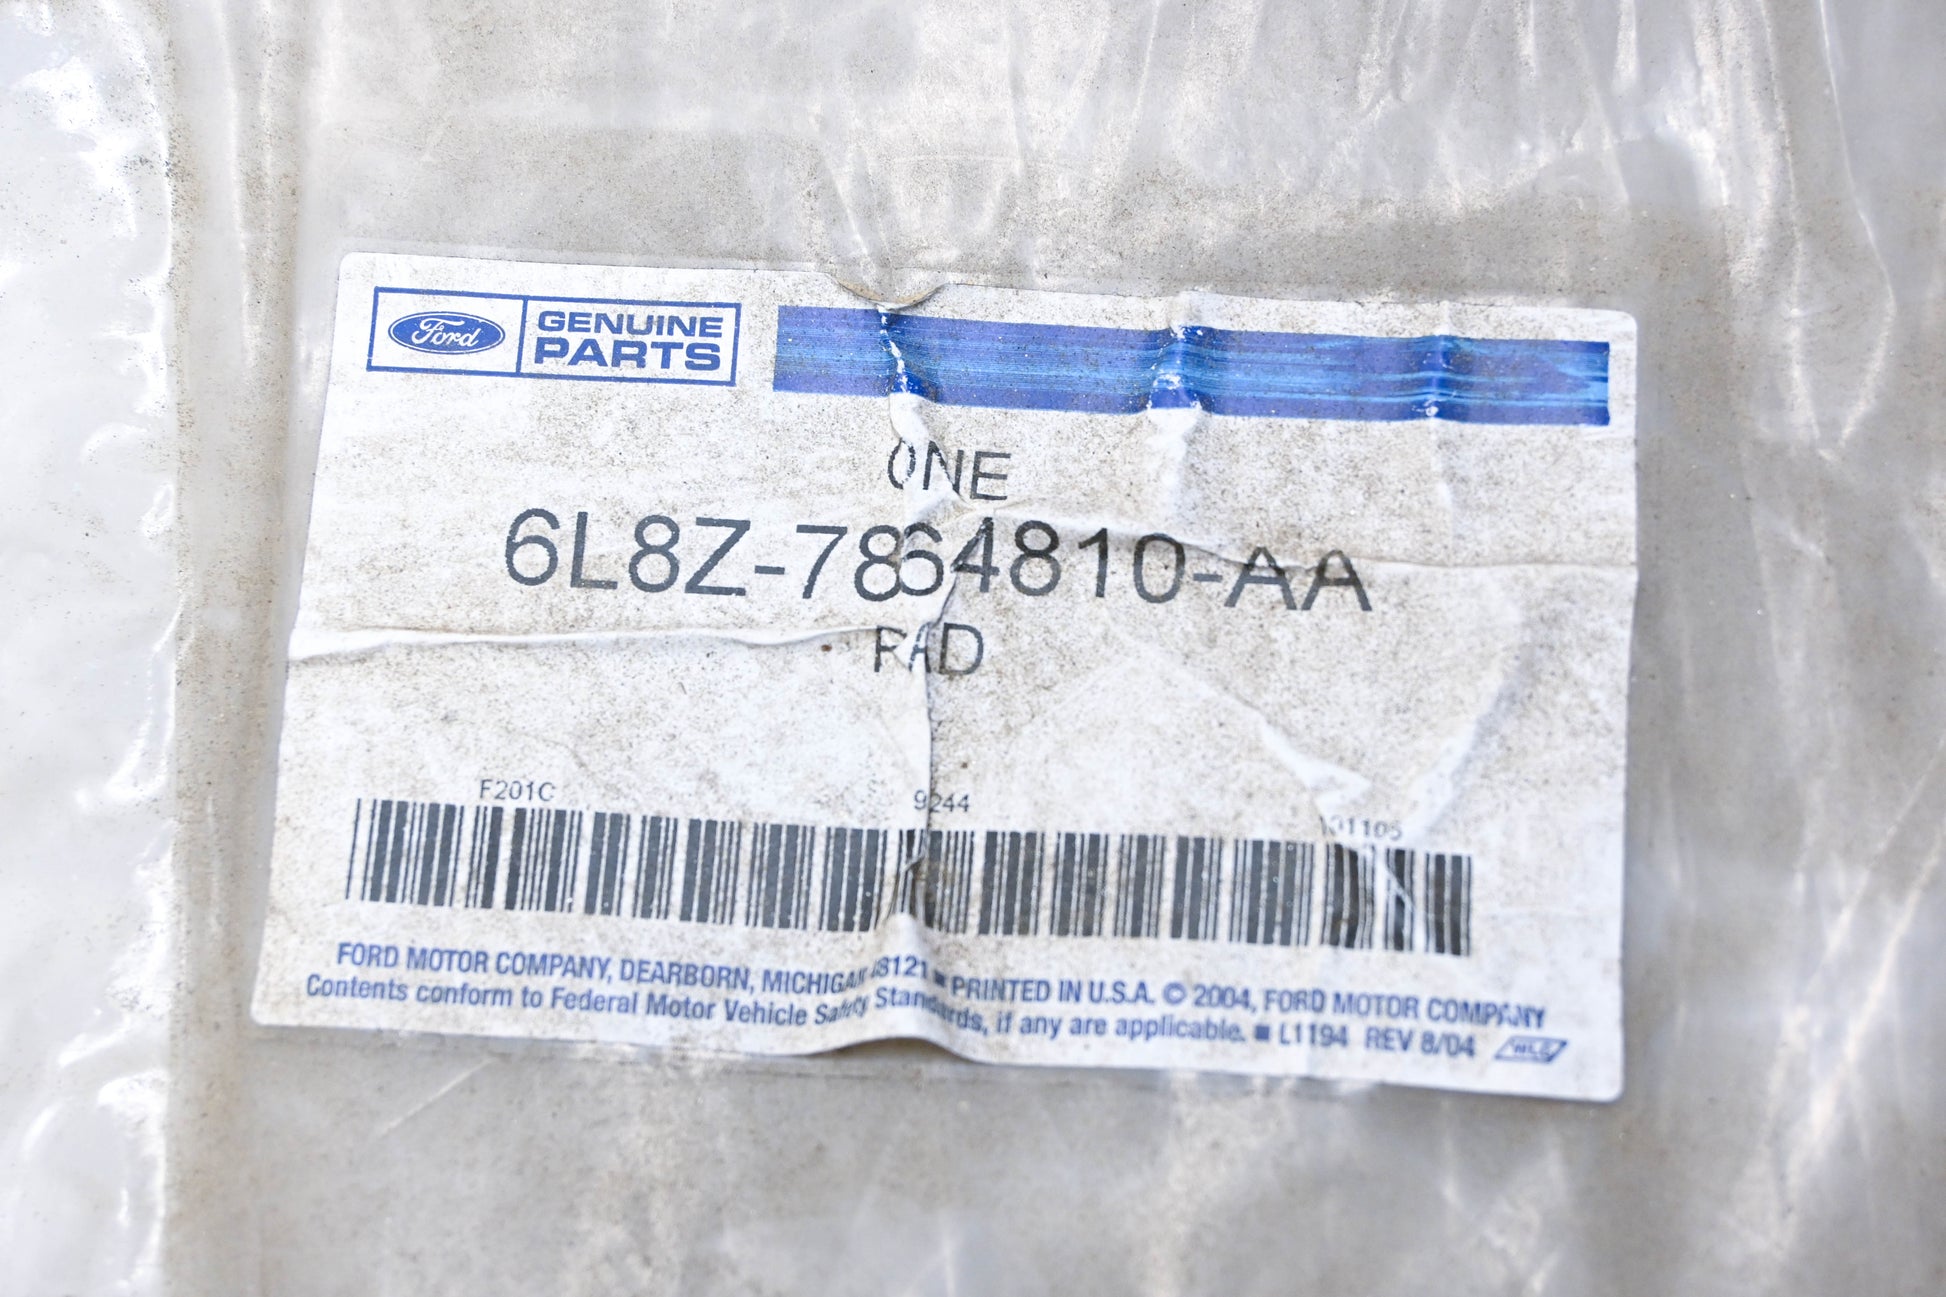 Ford GENUINE PARTS
ONE
6L8Z-7864810-AA
PAD
F201C 9244 101105
FORD MOTOR COMPANY, DEARBORN, MICHIGAN 48121 ■ PRINTED IN U.S.A. © 2004, FORD MOTOR COMPANY
Contents conform to Federal Motor Vehicle Safety Standards, if any are applicable. ■ L1194 REV 8/04 WLC